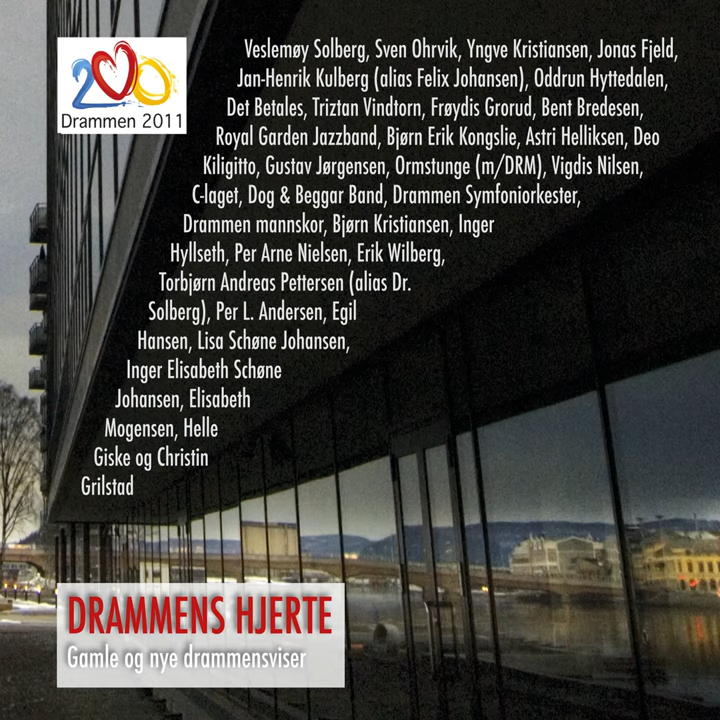 200
Drammen 2011
Veslemøy Solberg, Sven Ohrvik, Yngve Kristiansen, Jonas Fjeld,
Jan-Henrik Kulberg (alias Felix Johansen), Oddrun Hyttedalen,
Det Betales, Triztan Vindtorn, Frøydis Grorud, Bent Bredesen,
Royal Garden Jazzband, Bjørn Erik Kongslie, Astri Helliksen, Deo
Kiligitto, Gustav Jørgensen, Ormstunge (m/DRM), Vigdis Nilsen,
C-laget, Dog & Beggar Band, Drammen Symfoniorkester,
Drammen mannskor, Bjørn Kristiansen, Inger
Hyllseth, Per Arne Nielsen, Erik Wilberg,
Torbjørn Andreas Pettersen (alias Dr.
Solberg), Per L. Andersen, Egil
Hansen, Lisa Schøne Johansen,
Inger Elisabeth Schøne
Johansen, Elisabeth
Mogensen, Helle
Giske og Christin
Grilstad
DRAMMENS HJERTE
Gamle og nye drammensviser